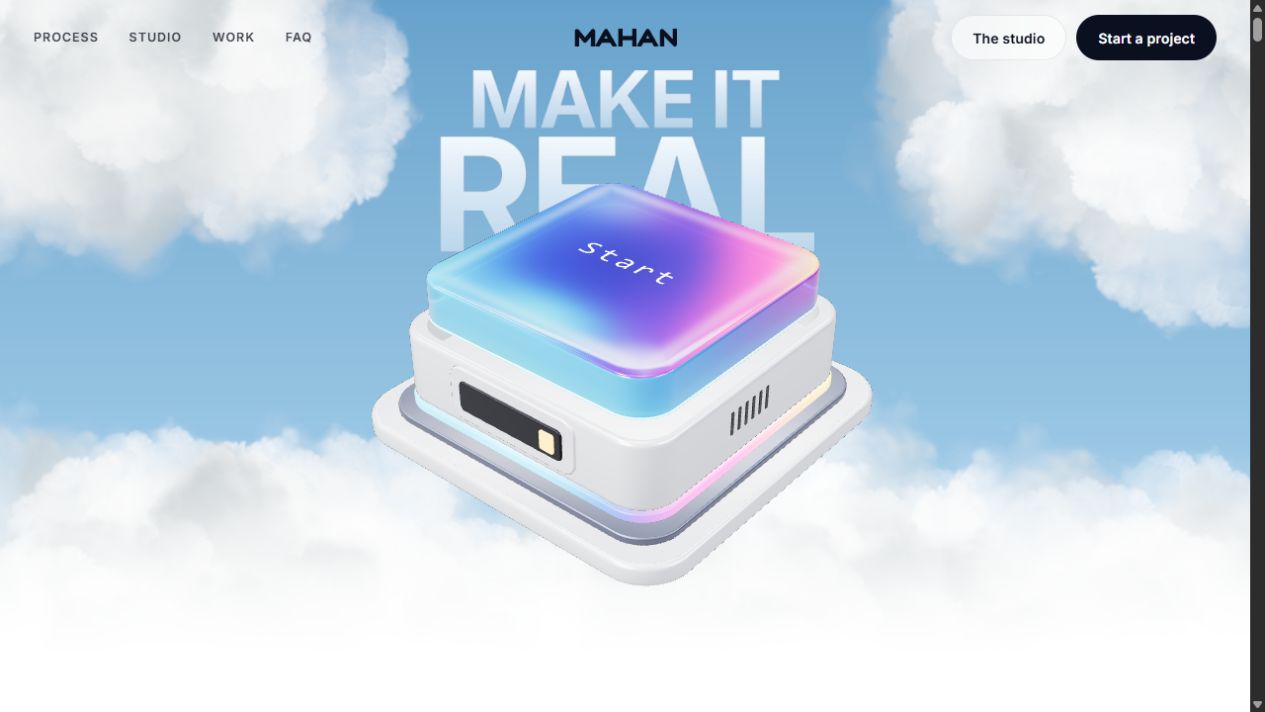 PROCESS STUDIO WORK FAQ MAHAN The studio Start a project
MAKE IT
REAL
Start